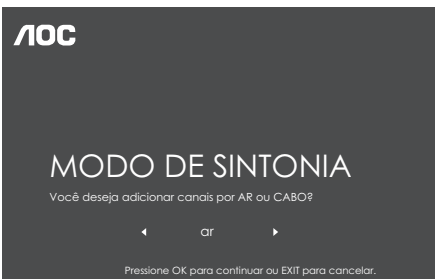 AOC
MODO DE SINTONIA
Você deseja adicionar canais por AR ou CABO?
ar
Pressione OK para continuar ou EXIT para cancelar.